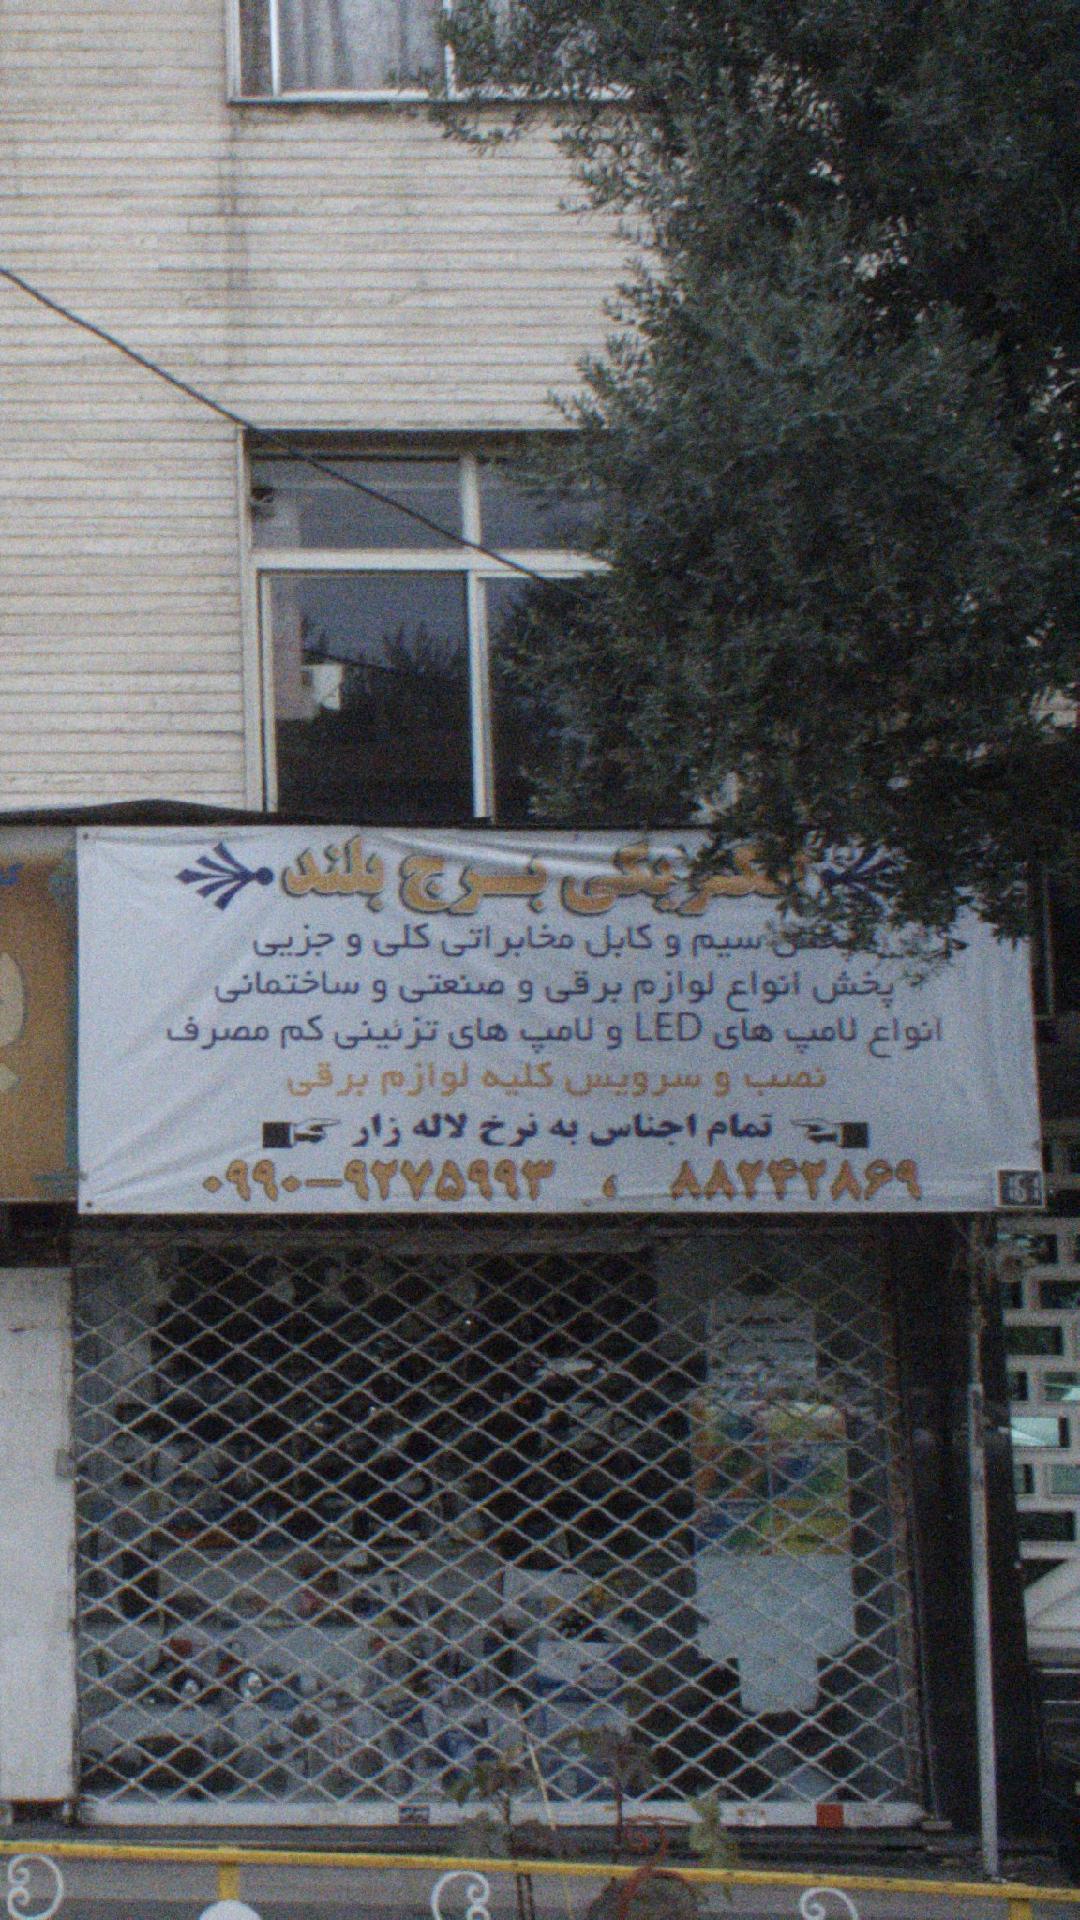 برج بلند
سیم و کابل مخابراتی کلی و جزیی
پخش انواع لوازم برقی و صنعتی و ساختمانی
انواع لامپ های LED و لامپ های تزئینی کم مصرف
نصب و سرویس کلیه لوازم برقی
تمام اجناس به نرخ لاله زار
۸۸۲۴۲۸۶۹ ، ۰۹۹۰-۹۲۷۵۹۹۳